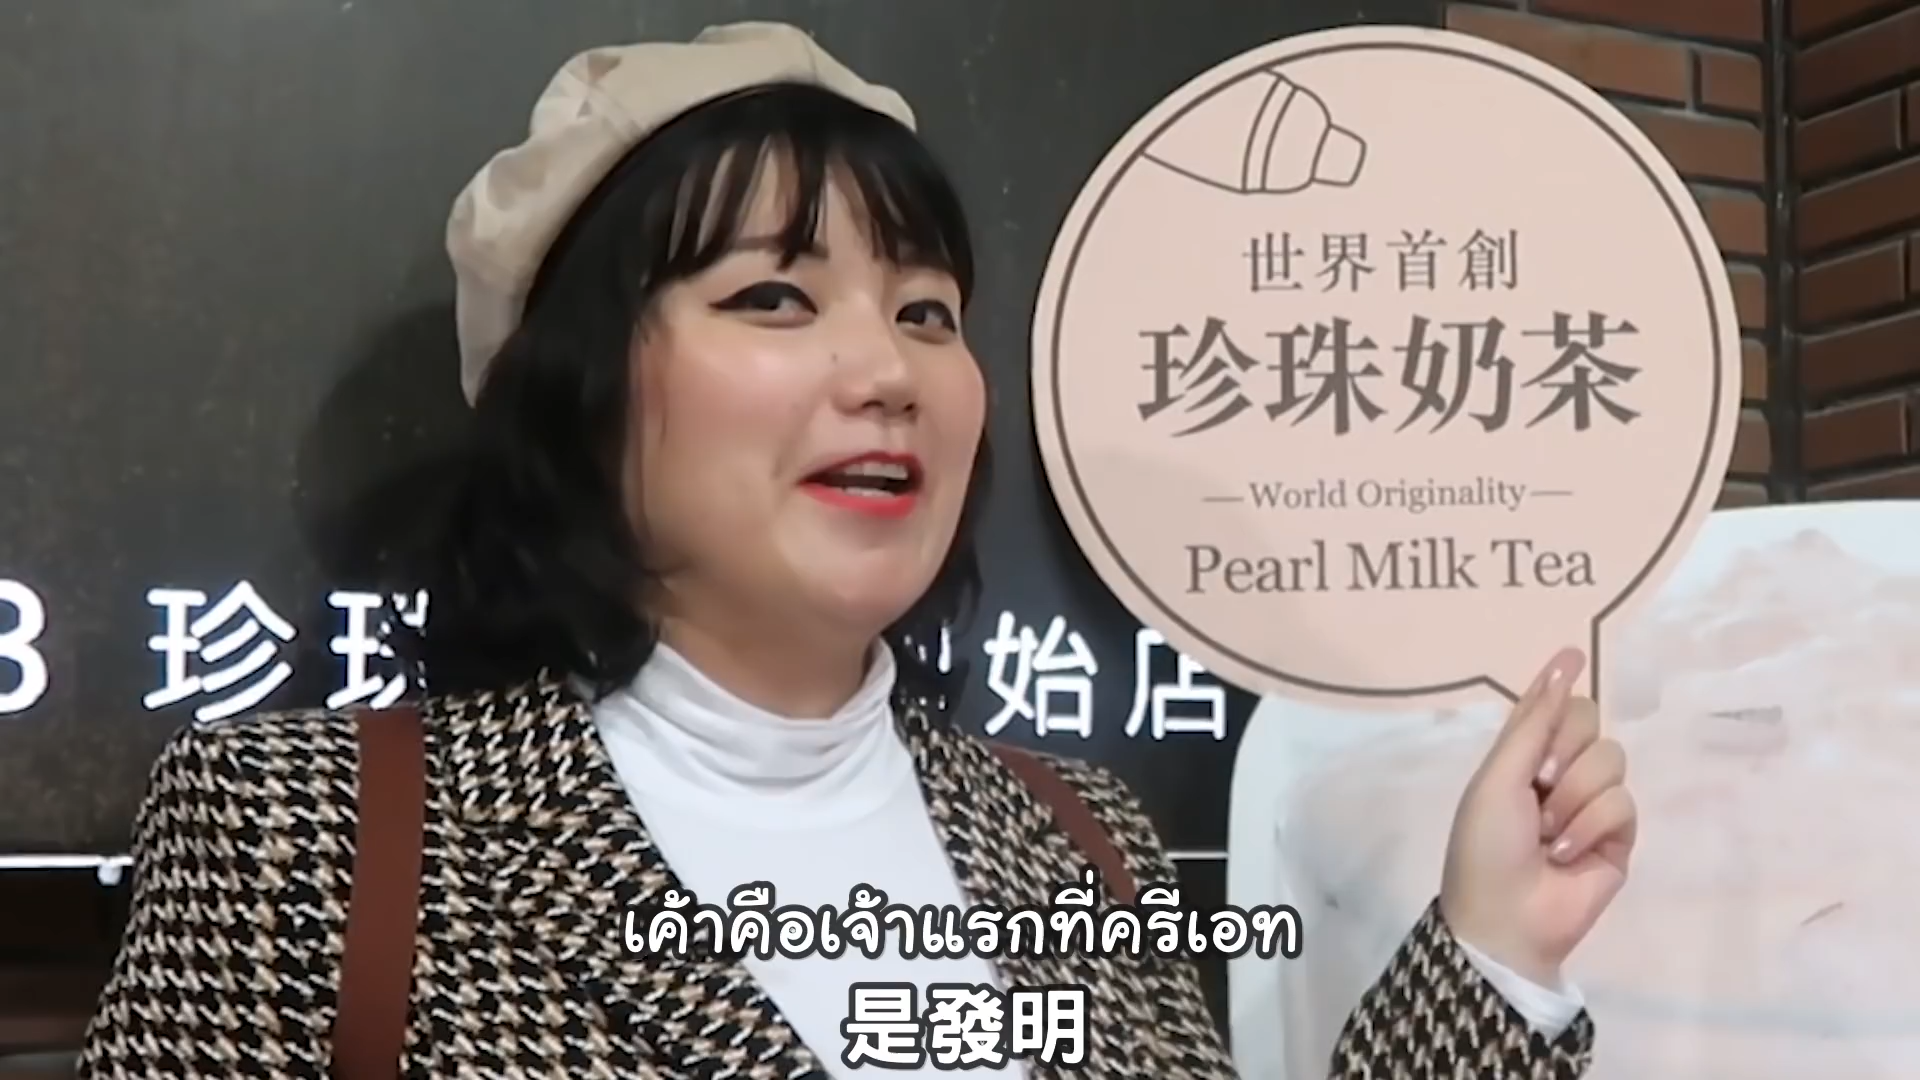 世界首創
珍珠奶茶
World Originality
Pearl Milk Tea
珍 始店
เค้าคือเจ้าแรกที่ครีเอท
是發明